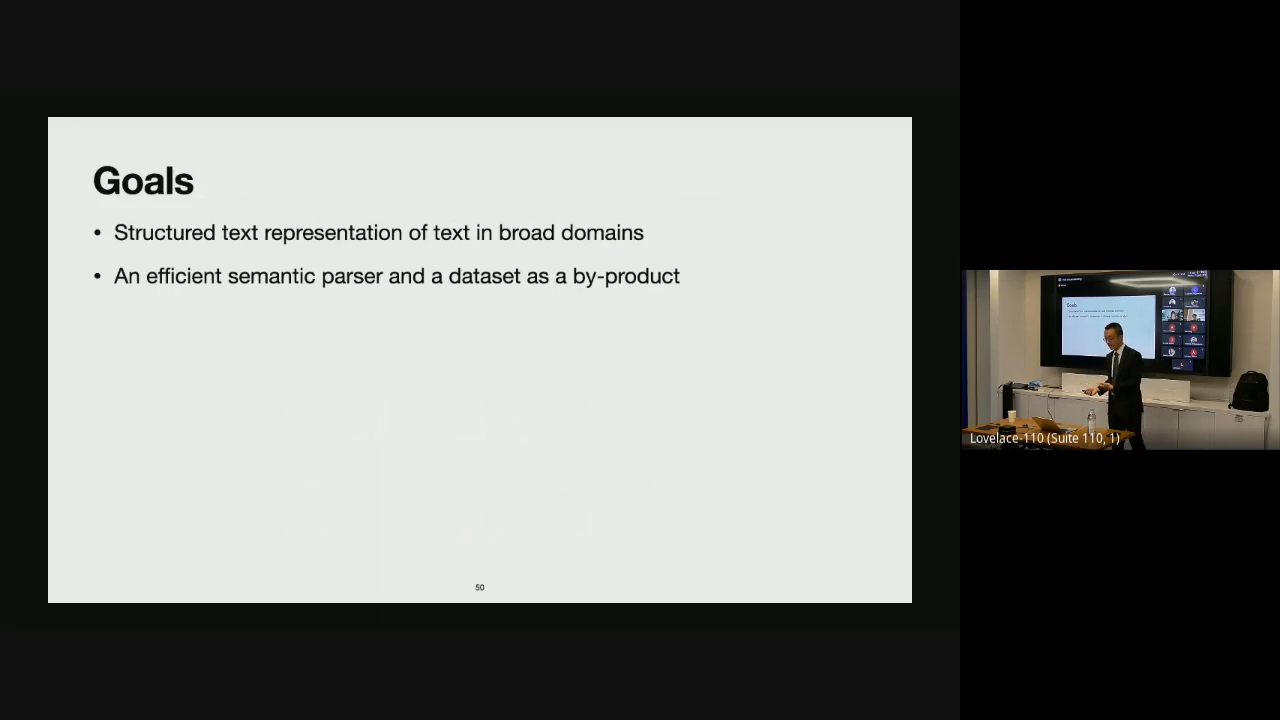 Goals
• Structured text representation of text in broad domains
• An efficient semantic parser and a dataset as a by-product
50
Goals
Lovelace-110 (Suite 110, 1)